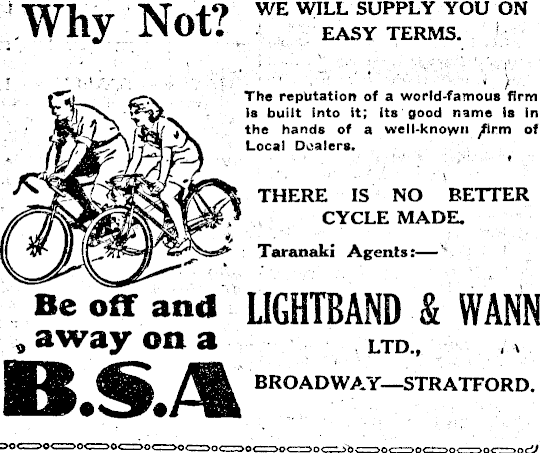 Why Not?
Be off and
away on a
B.S.A
WE WILL SUPPLY YOU ON
EASY TERMS.
The reputation of a world-famous firm
is built into it; its good name is in
the hands of a well-known firm of
Local Dealers.
THERE IS NO BETTER
CYCLE MADE.
Taranaki Agents:—
LIGHTBAND & WANN
LTD.,
BROADWAY—STRATFORD.